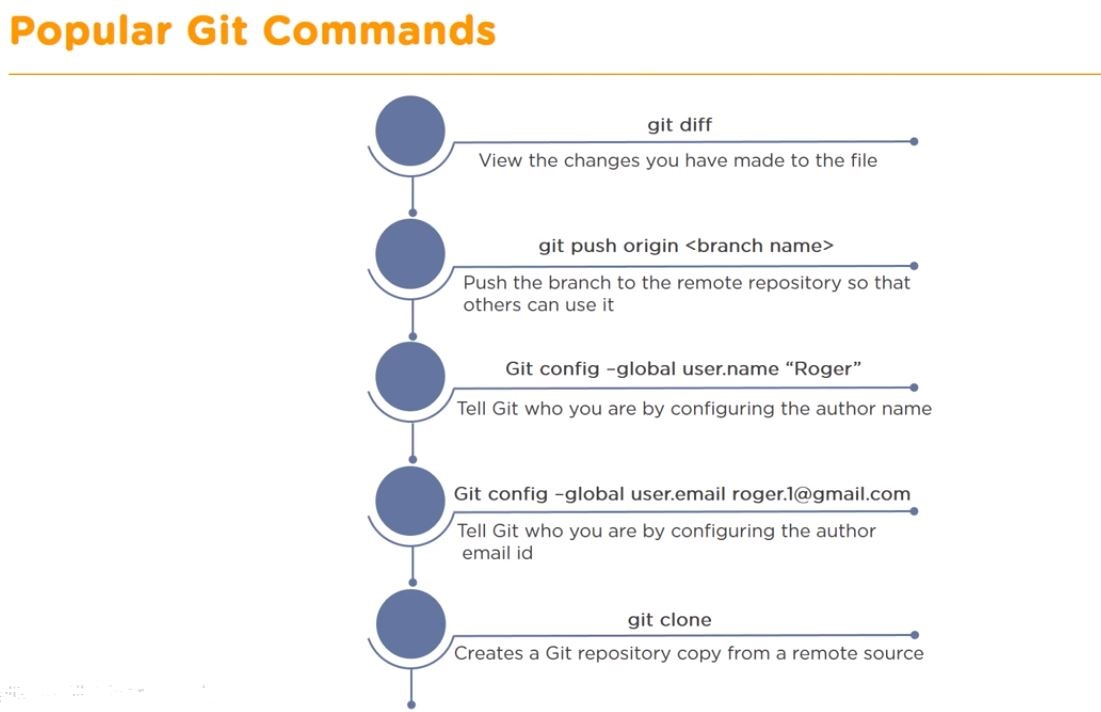 Popular Git Commands
git diff
View the changes you have made to the file
git push origin <branch name>
Push the branch to the remote repository so that
others can use it
Git config –global user.name “Roger”
Tell Git who you are by configuring the author name
Git config –global user.email roger.1@gmail.com
Tell Git who you are by configuring the author
email id
git clone
Creates a Git repository copy from a remote source